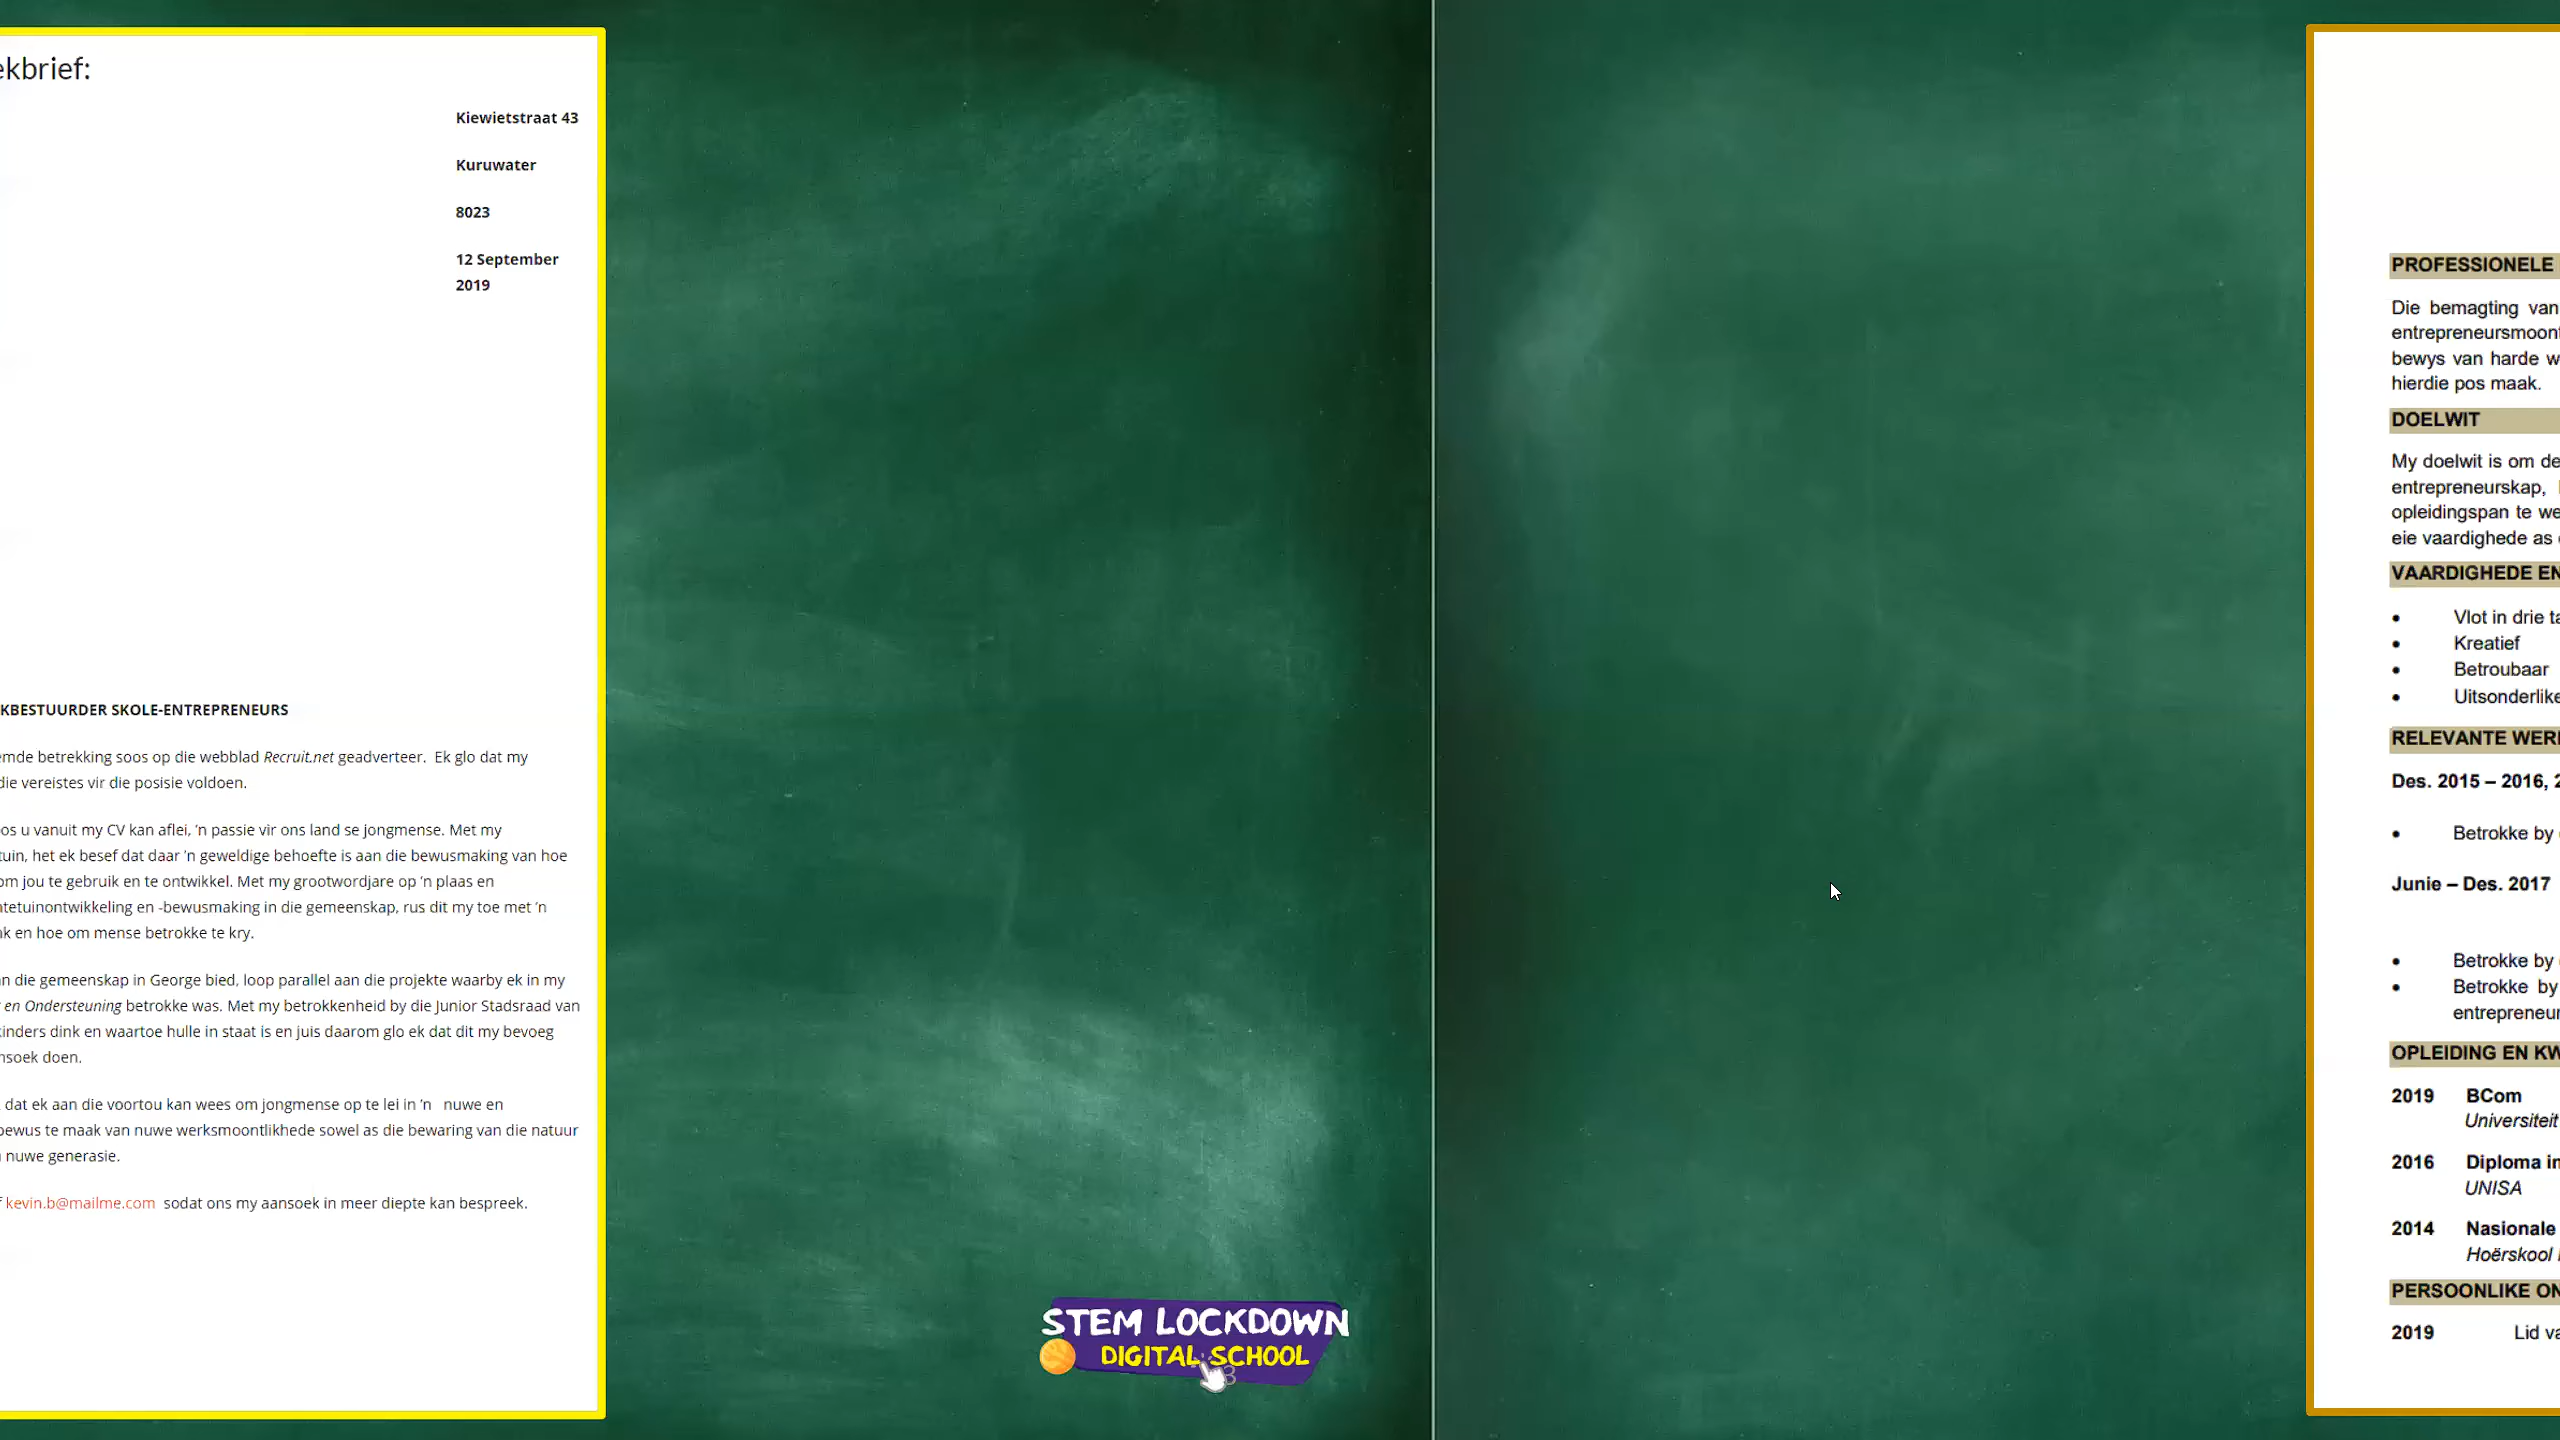 ekbrief:
Kiewietstraat 43
Kuruwater
8023
12 September
2019
KBESTUURDER SKOLE-ENTREPRENEURS
emde betrekking soos op die webblad Recruit.net geadverteer. Ek glo dat my
die vereistes vir die posisie voldoen.
os u vanuit my CV kan aflei, 'n passie vir ons land se jongmense. Met my
tuin, het ek besef dat daar 'n geweldige behoefte is aan die bewusmaking van hoe
om jou te gebruik en te ontwikkel. Met my grootwordjare op 'n plaas en
ntetuinontwikkeling en -bewusmaking in die gemeenskap, rus dit my toe met 'n
ak en hoe om mense betrokke te kry.
an die gemeenskap in George bied, loop parallel aan die projekte waarby ek in my
en Ondersteuning betrokke was. Met my betrokkenheid by die Junior Stadsraad van
kinders dink en waartoe hulle in staat is en juis daarom glo ek dat dit my bevoeg
nsoek doen.
dat ek aan die voortou kan wees om jongmense op te lei in 'n nuwe en
bewus te maak van nuwe werksmoontlikhede sowel as die bewaring van die natuur
nuwe generasie.
kevin.b@mailme.com sodat ons my aansoek in meer diepte kan bespreek.
STEM LOCKDOWN
DIGITAL SCHOOL
PROFESSIONELE
Die bemagting van
entrepreneursmoont
bewys van harde w
hierdie pos maak.
DOELWIT
My doelwit is om de
entrepreneurskap,
opleidingspan te we
eie vaardighede as
VAARDIGHEDE EN
• Vlot in drie ta
• Kreatief
• Betroubaar
• Uitsonderlike
RELEVANTE WER
Des. 2015 – 2016, 2
• Betrokke by
Junie – Des. 2017
• Betrokke by
• Betrokke by
entrepreneur
OPLEIDING EN KW
2019 BCom
Universiteit
2016 Diploma in
UNISA
2014 Nasionale
Hoërskool
PERSOONLIKE ON
2019 Lid va